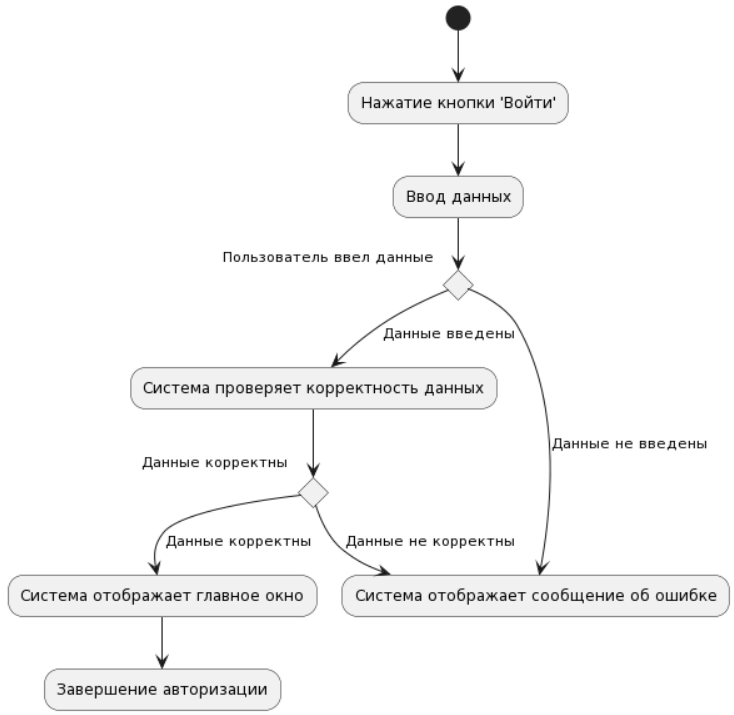 Нажатие кнопки 'Войти'
Ввод данных
Пользователь ввел данные
Данные введены
Система проверяет корректность данных
Данные не введены
Данные корректны
Данные корректны
Данные не корректны
Система отображает главное окно
Система отображает сообщение об ошибке
Завершение авторизации